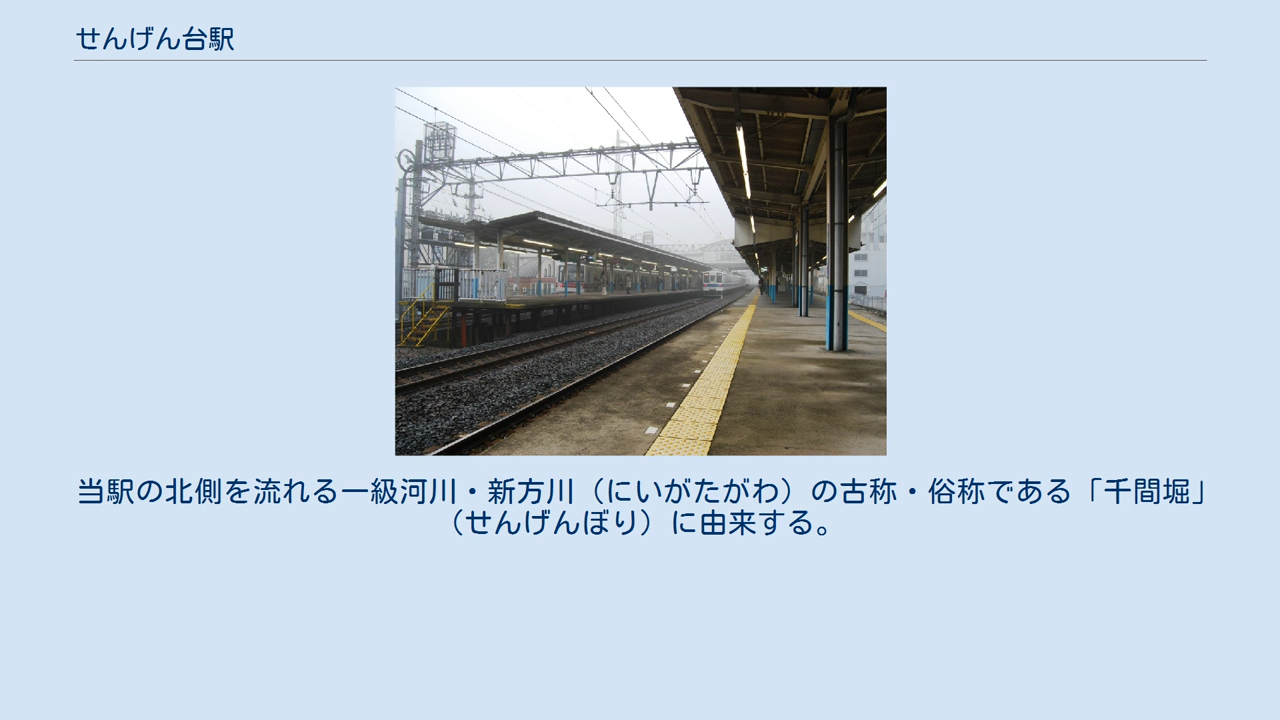 せんげん台駅
当駅の北側を流れる一級河川・新方川（にいがたがわ）の古称・俗称である「千間堀」
（せんげんぼり）に由来する。